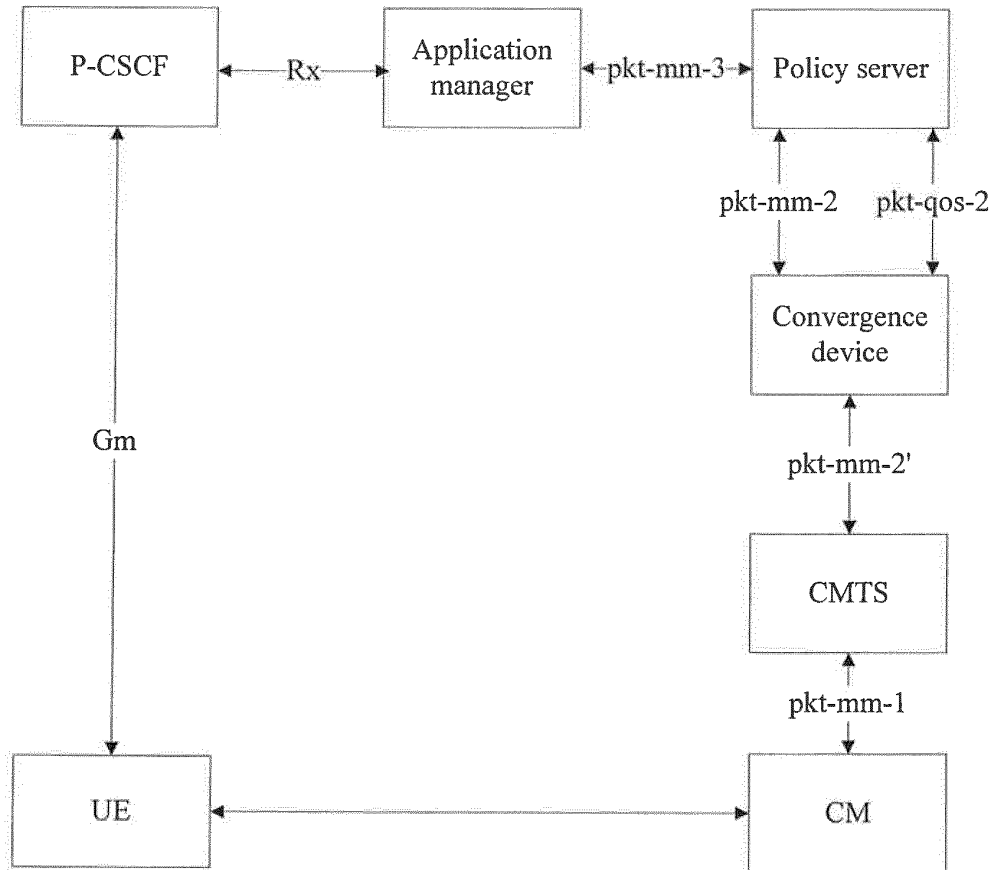 P-CSCF
Rx
Application
manager
pkt-mm-3
Policy server
pkt-mm-2
pkt-qos-2
Convergence
device
Gm
pkt-mm-2'
CMTS
pkt-mm-1
UE
CM